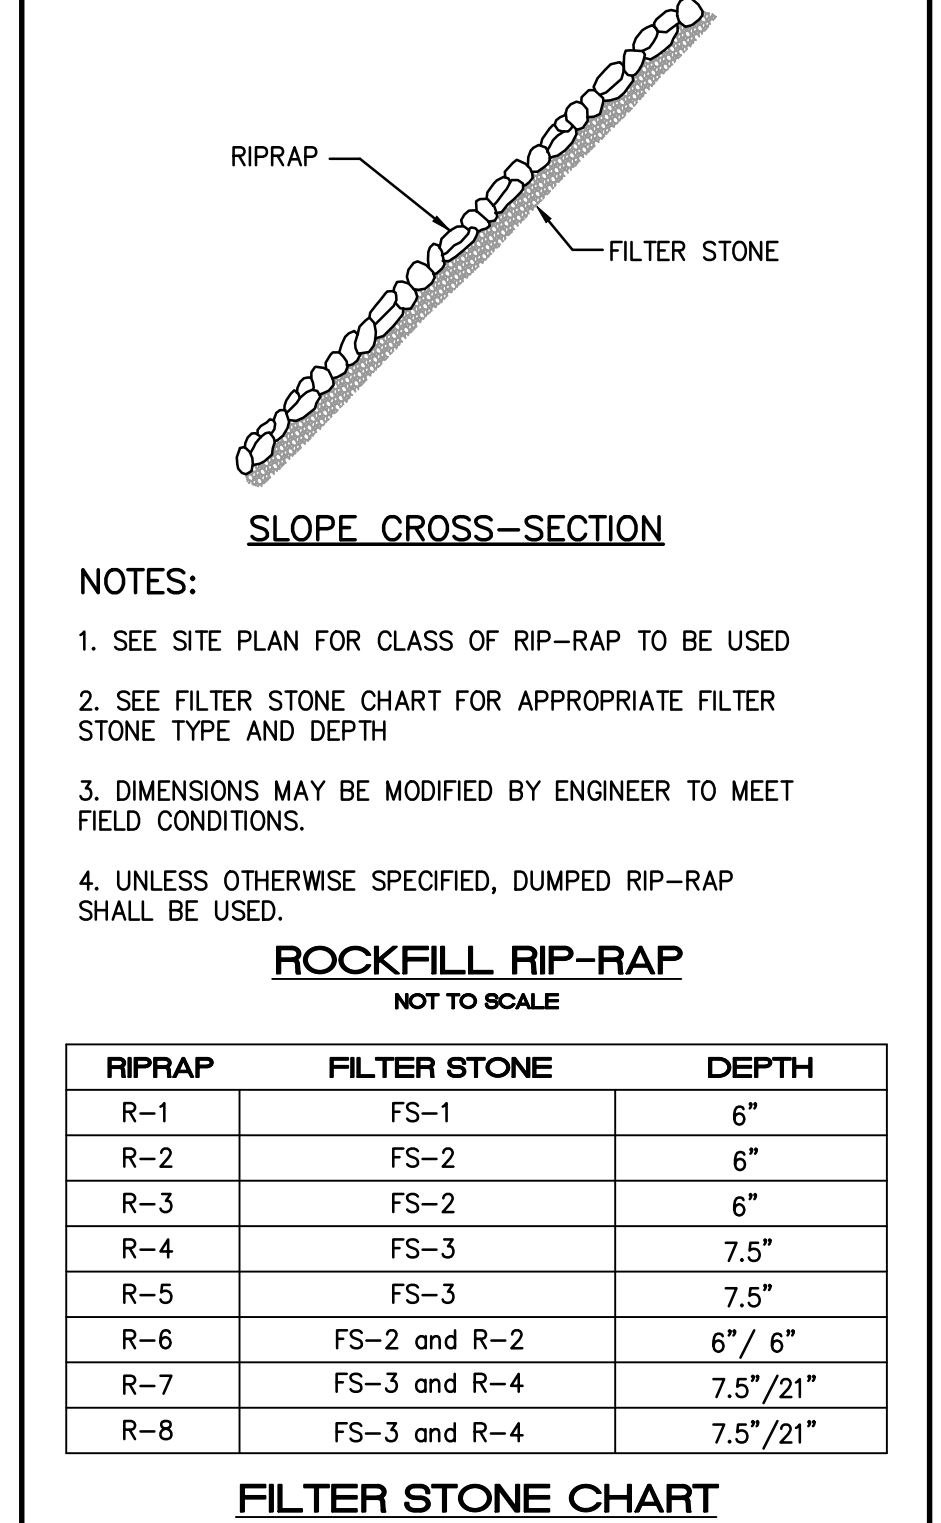 RIPRAP
FILTER STONE
SLOPE CROSS-SECTION
NOTES:
1. SEE SITE PLAN FOR CLASS OF RIP-RAP TO BE USED
2. SEE FILTER STONE CHART FOR APPROPRIATE FILTER
STONE TYPE AND DEPTH
3. DIMENSIONS MAY BE MODIFIED BY ENGINEER TO MEET
FIELD CONDITIONS.
4. UNLESS OTHERWISE SPECIFIED, DUMPED RIP-RAP
SHALL BE USED.
ROCKFILL RIP-RAP
NOT TO SCALE
RIPRAP FILTER STONE DEPTH
R-1 FS-1 6"
R-2 FS-2 6"
R-3 FS-2 6"
R-4 FS-3 7.5"
R-5 FS-3 7.5"
R-6 FS-2 and R-2 6"/ 6"
R-7 FS-3 and R-4 7.5"/21"
R-8 FS-3 and R-4 7.5"/21"
FILTER STONE CHART